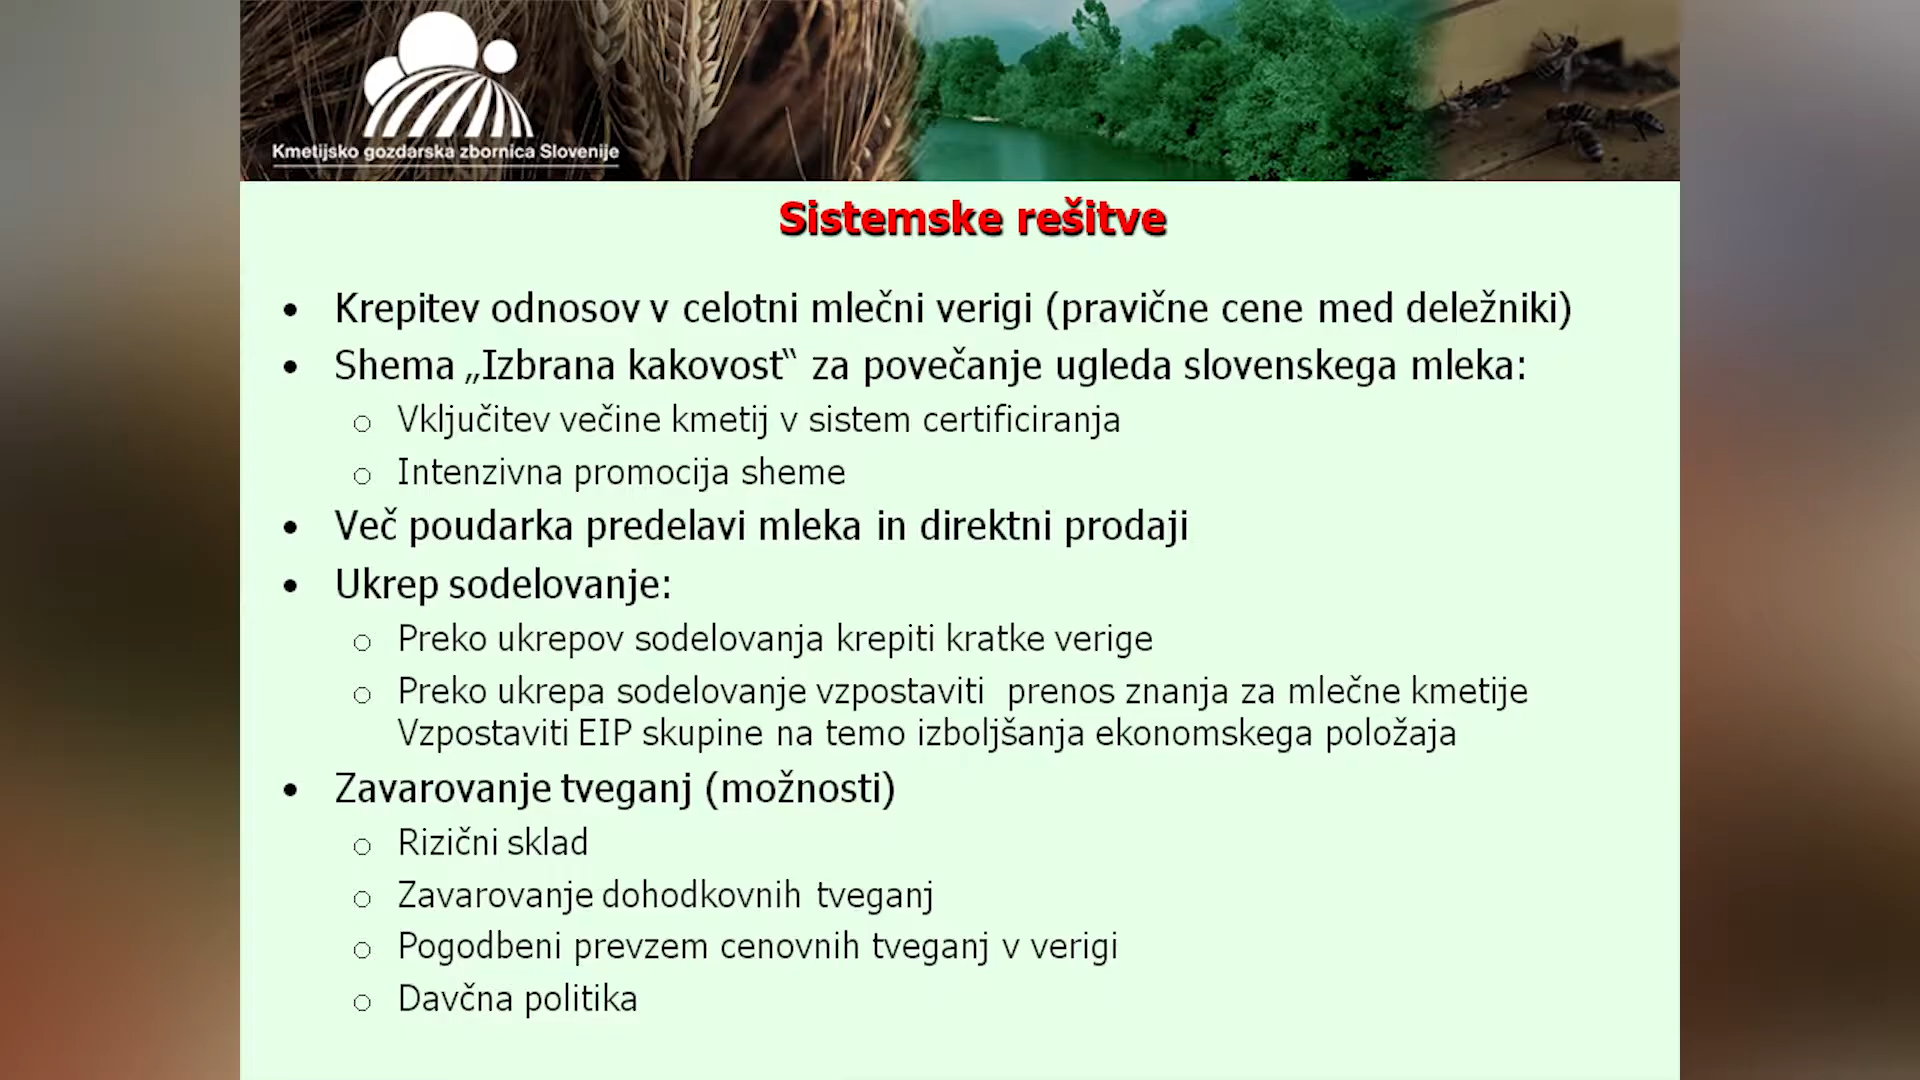 Kmetijsko gozdarska zbornica Slovenije
Sistemske rešitve
• Krepitev odnosov v celotni mlečni verigi (pravične cene med deležniki)
• Shema „Izbrana kakovost“ za povečanje ugleda slovenskega mleka:
o Vključitev večine kmetij v sistem certificiranja
o Intenzivna promocija sheme
• Več poudarka predelavi mleka in direktni prodaji
• Ukrep sodelovanje:
o Preko ukrepov sodelovanja krepiti kratke verige
o Preko ukrepa sodelovanje vzpostaviti prenos znanja za mlečne kmetije
Vzpostaviti EIP skupine na temo izboljšanja ekonomskega položaja
• Zavarovanje tveganj (možnosti)
o Rizični sklad
o Zavarovanje dohodkovnih tveganj
o Pogodbeni prevzem cenovnih tveganj v verigi
o Davčna politika